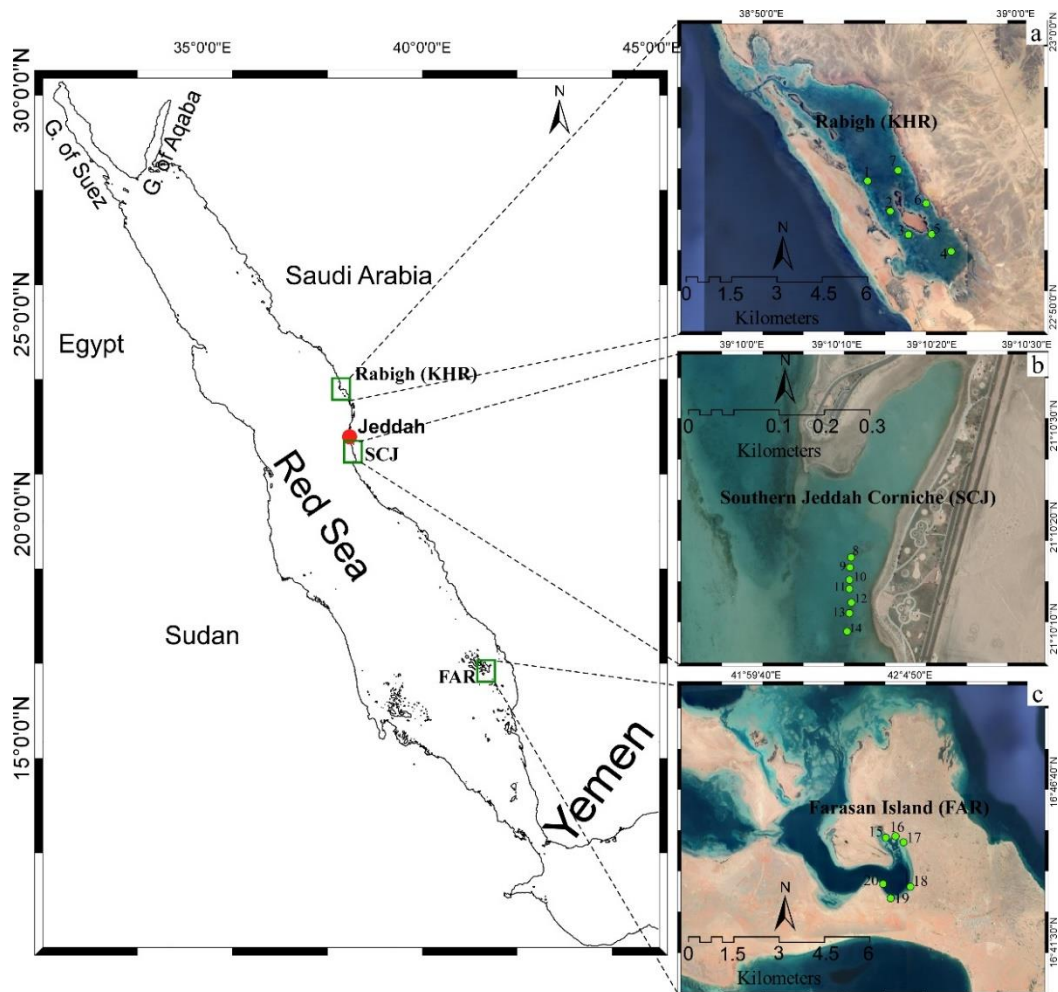 35°0'0"E 40°0'0"E 45°0'0"E
30°0'0"N
25°0'0"N
20°0'0"N
15°0'0"N
N
G. of Suez
G. of Aqaba
Saudi Arabia
Egypt
Rabigh (KHR)
Jeddah
SCJ
Red Sea
Sudan
FAR
Yemen
38°50'0"E 39°0'0"E
a
23°0'0"N
22°50'0"N
Rabigh (KHR)
7
1
2
6
3
5
4
N
0 1.5 3 4.5 6
Kilometers
39°10'0"E 39°10'10"E 39°10'20"E 39°10'30"E
b
21°10'30"N
21°10'20"N
21°10'10"N
N
0 0.1 0.2 0.3
Kilometers
Southern Jeddah Corniche (SCJ)
8
9
10
11
12
13
14
41°59'40"E 42°4'50"E
c
16°46'40"N
16°41'30"N
Farasan Island (FAR)
15 16
17
20 18
19
N
0 1.5 3 4.5 6
Kilometers